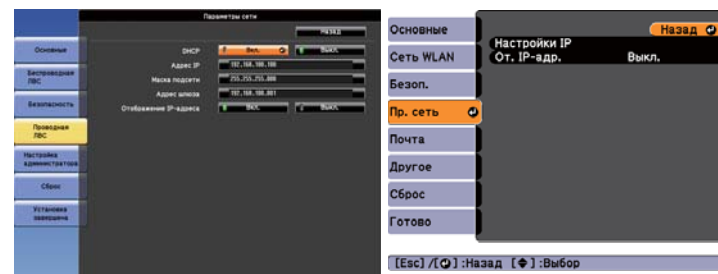 Параметры сети
Назад
Основные
Беспроводная
ЛВС
Безопасность
Проводная
ЛВС
Настройка
администратора
Сброс
Установка
завершена
DHCP Вкл. Выкл.
Адрес IP 192.168.100.100
Маска подсети 255.255.255.000
Адрес шлюза 192.168.100.001
Отображение IP-адреса Вкл. Выкл.
Основные
Сеть WLAN
Безоп.
Пр. сеть
Почта
Другое
Сброс
Готово
Назад
Настройки IP
От. IP-адр. Выкл.
[Esc] /[ ] :Назад [ ] :Выбор